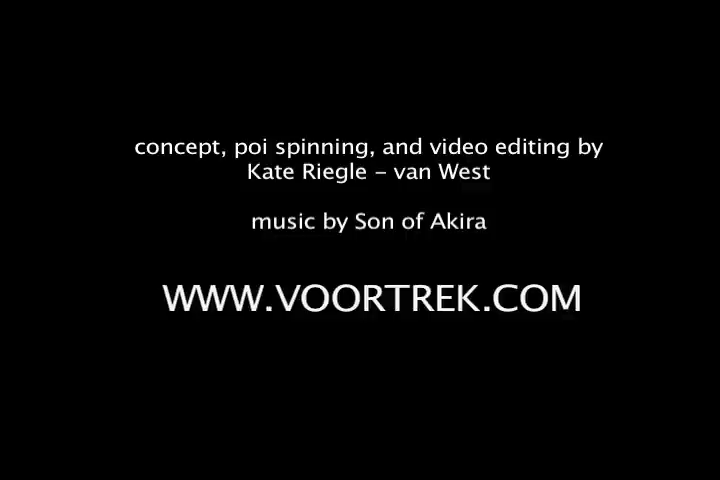 concept, poi spinning, and video editing by
Kate Riegle - van West
music by Son of Akira
WWW.VOORTREK.COM